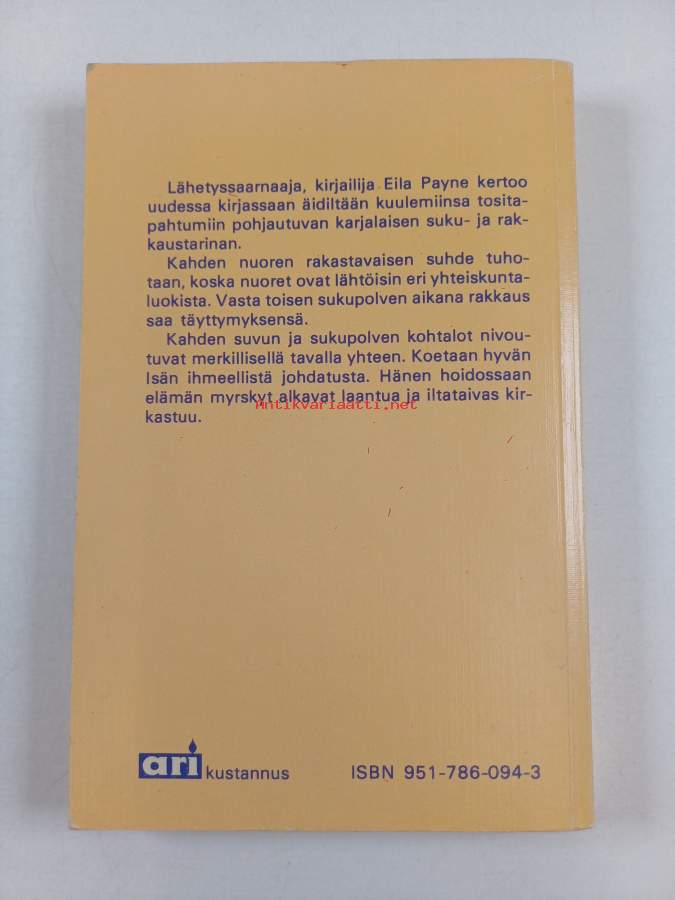 Lähetyssaarnaaja, kirjailija Eila Payne kertoo
uudessa kirjassaan äidiltään kuulemiinsa tosita-
pahtumiin pohjautuvan karjalaisen suku- ja rak-
kaustarinan.
Kahden nuoren rakastavaisen suhde tuho-
taan, koska nuoret ovat lähtöisin eri yhteiskunta-
luokista. Vasta toisen sukupolven aikana rakkaus
saa täyttymyksensä.
Kahden suvun ja sukupolven kohtalot nivou-
tuvat merkillisellä tavalla yhteen. Koetaan hyvän
Isän ihmeellistä johdatusta. Hänen hoidossaan
elämän myrskyt alkavat laantua ja iltataivas kir-
kastuu.
Antikvariaatti.net
ari kustannus
ISBN 951-786-094-3